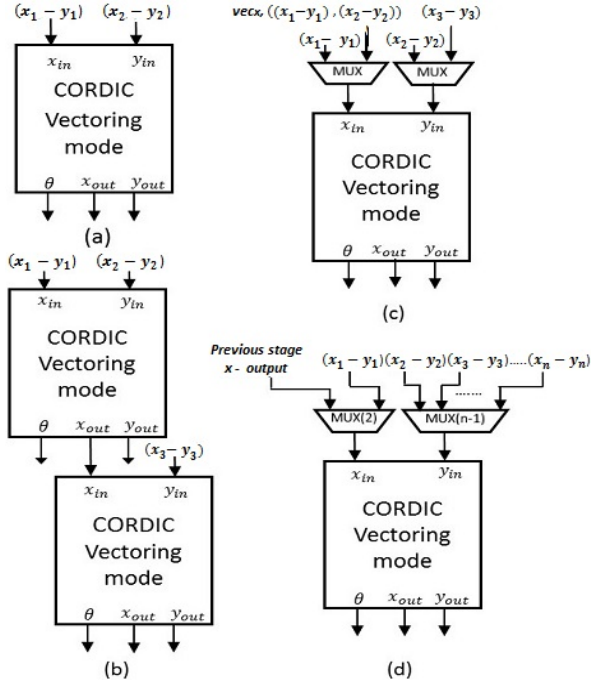 (x₁ − y₁) (x₂ − y₂)
xᵢₙ yᵢₙ
CORDIC
Vectoring
mode
θ xₒᵤₜ yₒᵤₜ
(a)
(x₁ − y₁) (x₂ − y₂)
xᵢₙ yᵢₙ
CORDIC
Vectoring
mode
θ xₒᵤₜ yₒᵤₜ
(x₃ − y₃)
xᵢₙ yᵢₙ
CORDIC
Vectoring
mode
θ xₒᵤₜ yₒᵤₜ
(b)
vecx, ((x₁−y₁) , (x₂−y₂)) (x₃ − y₃)
(x₁− y₁) (x₂− y₂)
MUX MUX
xᵢₙ yᵢₙ
CORDIC
Vectoring
mode
θ xₒᵤₜ yₒᵤₜ
(c)
Previous stage
x - output
(x₁ − y₁)(x₂ − y₂)(x₃ − y₃).....(xₙ − yₙ)
........
MUX(2) MUX(n-1)
xᵢₙ yᵢₙ
CORDIC
Vectoring
mode
θ xₒᵤₜ yₒᵤₜ
(d)